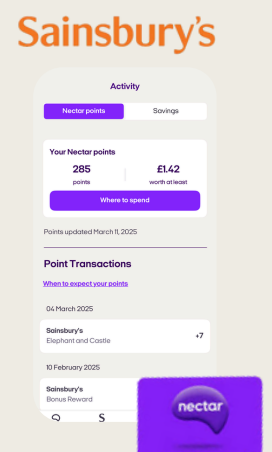 Sainsbury's
Activity
Nectar points Savings
Your Nectar points
285 £1.42
points worth at least
Where to spend
Points updated March 11, 2025
Point Transactions
When to expect your points
04 March 2025
Sainsbury's
Elephant and Castle +7
10 February 2025
Sainsbury's
Bonus Reward
S
nectar